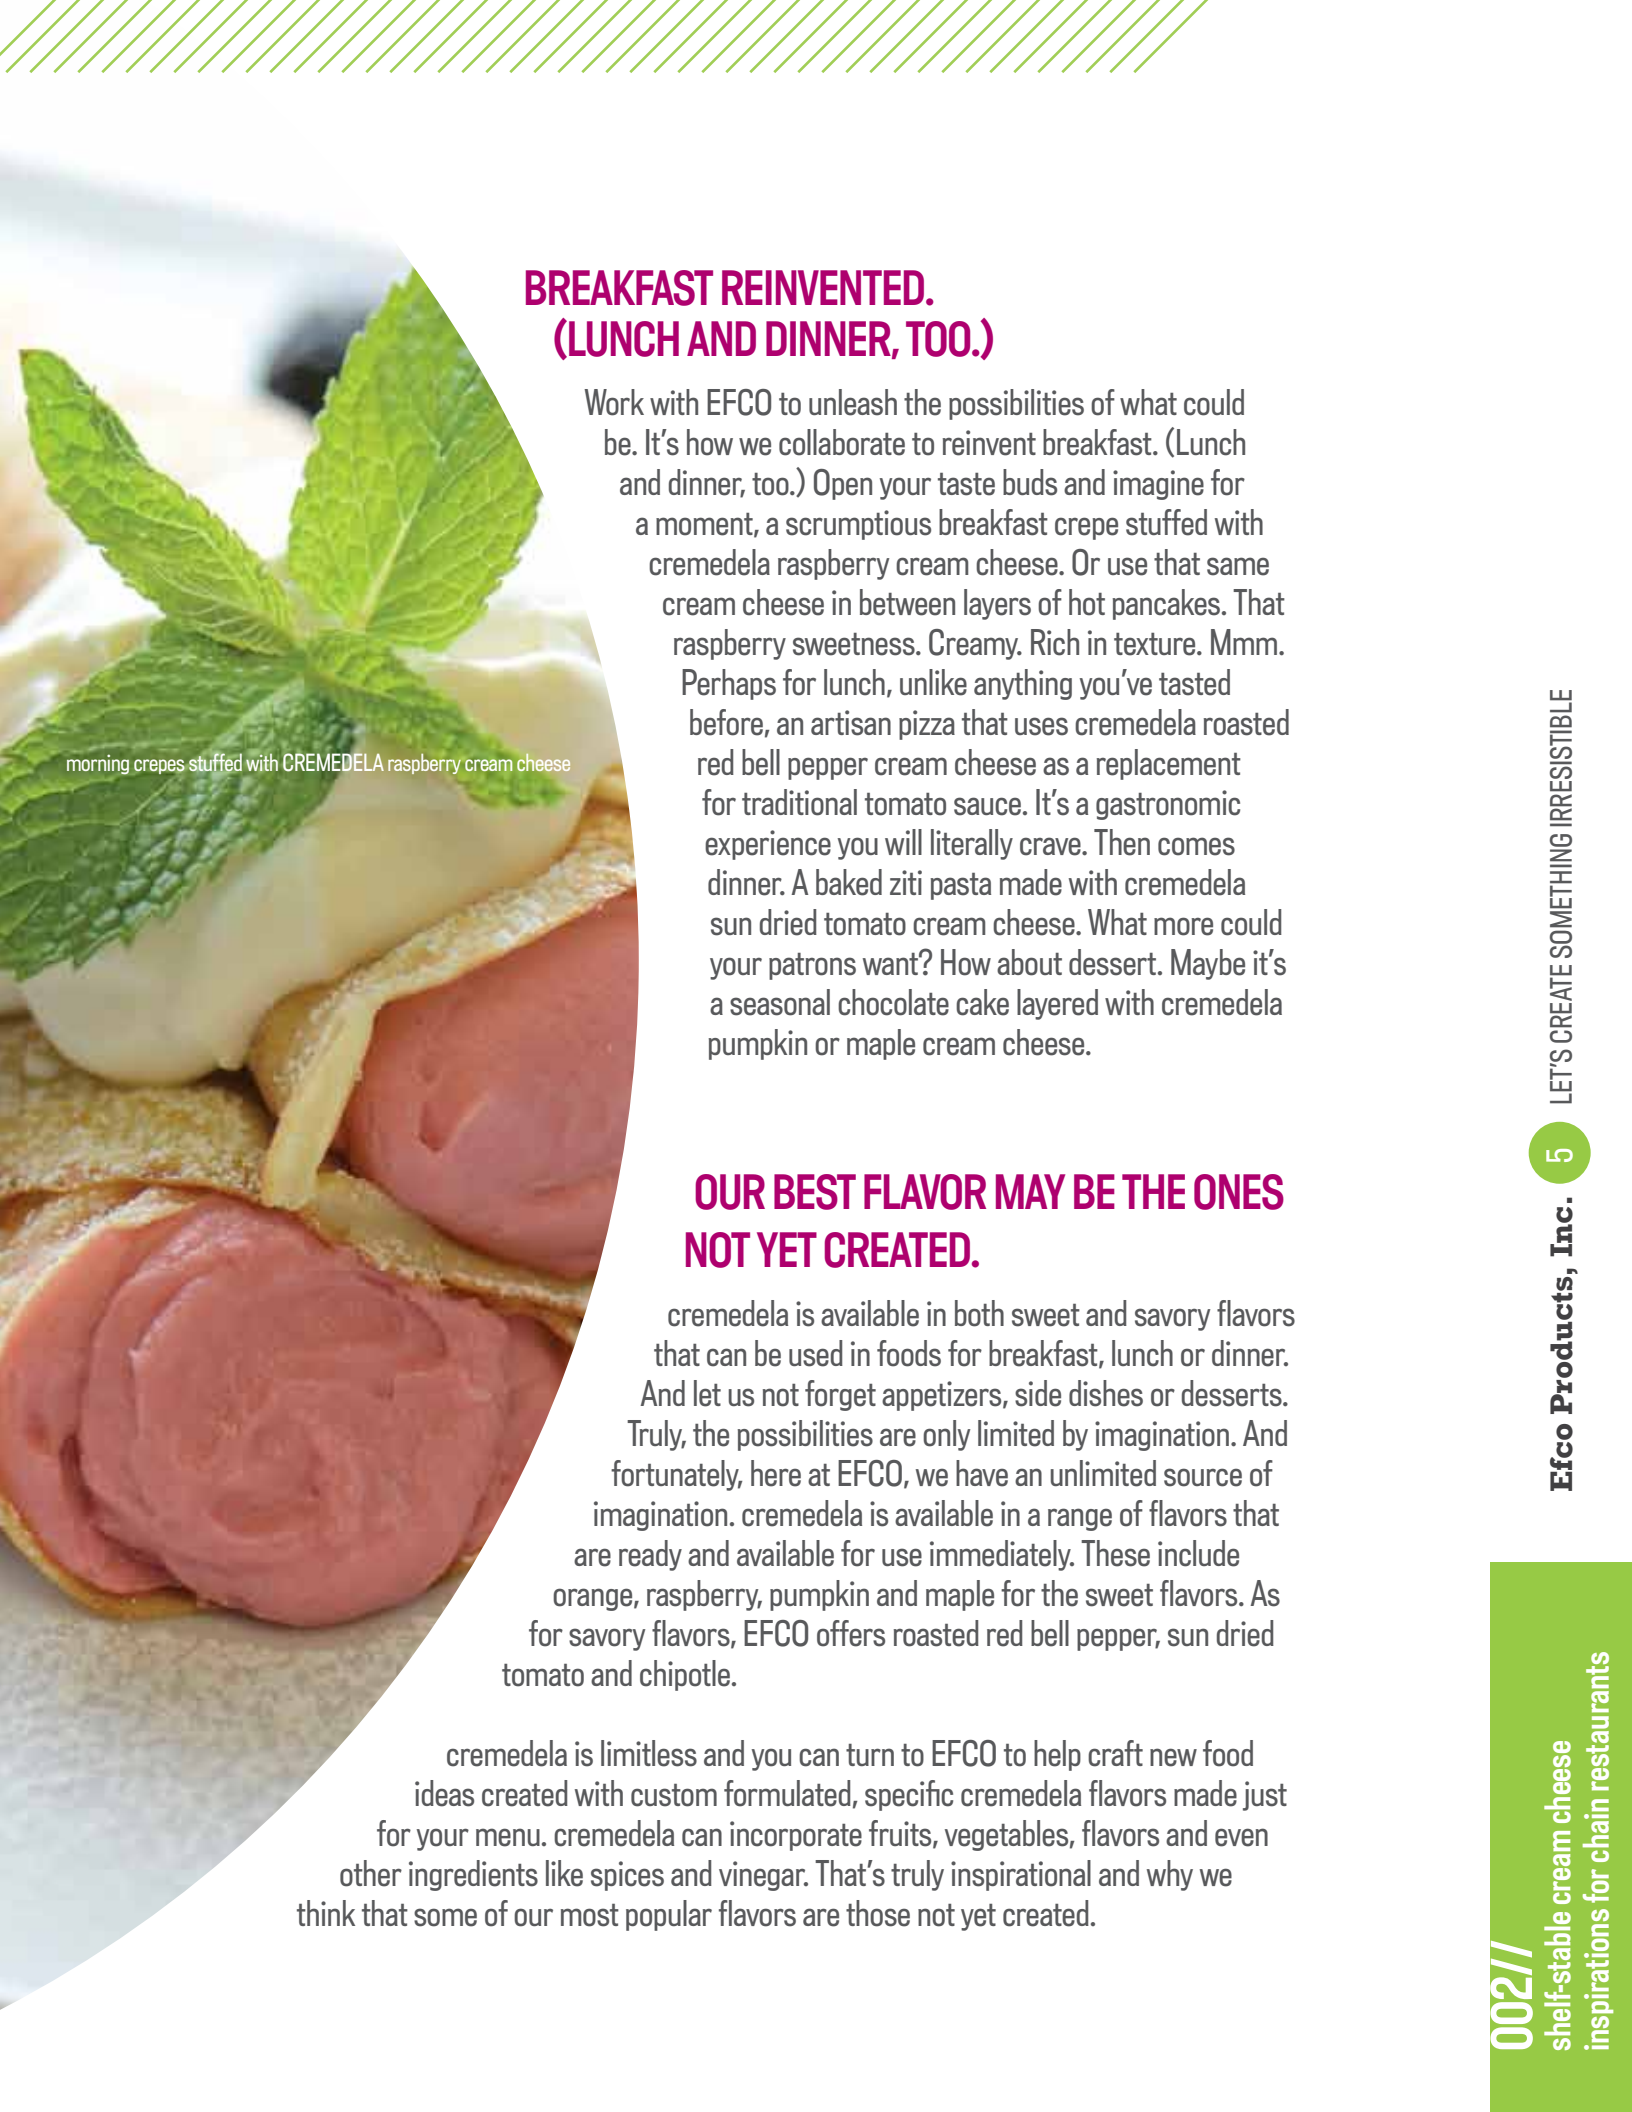 BREAKFAST REINVENTED.
(LUNCH AND DINNER, TOO.)
Work with EFCO to unleash the possibilities of what could
be. It’s how we collaborate to reinvent breakfast. (Lunch
and dinner, too.) Open your taste buds and imagine for
a moment, a scrumptious breakfast crepe stuffed with
cremedela raspberry cream cheese. Or use that same
cream cheese in between layers of hot pancakes. That
raspberry sweetness. Creamy. Rich in texture. Mmm.
Perhaps for lunch, unlike anything you’ve tasted
before, an artisan pizza that uses cremedela roasted
red bell pepper cream cheese as a replacement
for traditional tomato sauce. It’s a gastronomic
experience you will literally crave. Then comes
dinner. A baked ziti pasta made with cremedela
sun dried tomato cream cheese. What more could
your patrons want? How about dessert. Maybe it’s
a seasonal chocolate cake layered with cremedela
pumpkin or maple cream cheese.
morning crepes stuffed with CREMEDELA raspberry cream cheese
OUR BEST FLAVOR MAY BE THE ONES
NOT YET CREATED.
cremedela is available in both sweet and savory flavors
that can be used in foods for breakfast, lunch or dinner.
And let us not forget appetizers, side dishes or desserts.
Truly, the possibilities are only limited by imagination. And
fortunately, here at EFCO, we have an unlimited source of
imagination. cremedela is available in a range of flavors that
are ready and available for use immediately. These include
orange, raspberry, pumpkin and maple for the sweet flavors. As
for savory flavors, EFCO offers roasted red bell pepper, sun dried
tomato and chipotle.
cremedela is limitless and you can turn to EFCO to help craft new food
ideas created with custom formulated, specific cremedela flavors made just
for your menu. cremedela can incorporate fruits, vegetables, flavors and even
other ingredients like spices and vinegar. That’s truly inspirational and why we
think that some of our most popular flavors are those not yet created.
Efco Products, Inc. 5 LET’S CREATE SOMETHING IRRESISTIBLE
002//
shelf-stable cream cheese
inspirations for chain restaurants